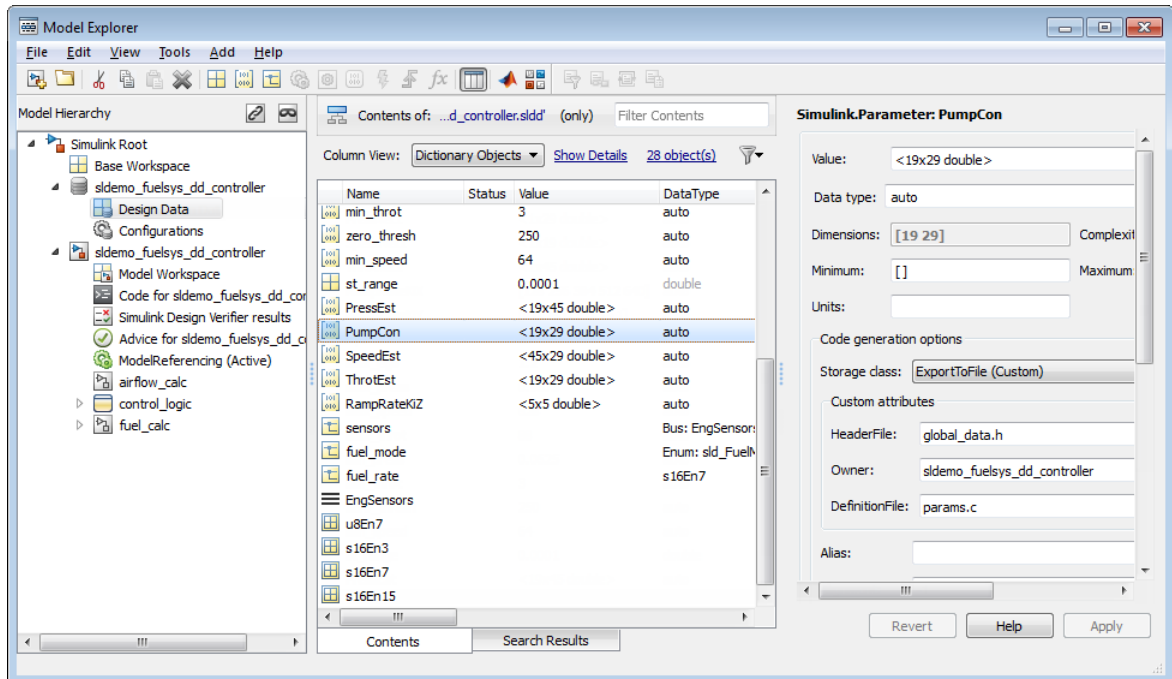 Model Explorer
File Edit View Tools Add Help
fx
Model Hierarchy
Simulink Root
Base Workspace
sldemo_fuelsys_dd_controller
Design Data
Configurations
sldemo_fuelsys_dd_controller
Model Workspace
Code for sldemo_fuelsys_dd_cor
Simulink Design Verifier results
Advice for sldemo_fuelsys_dd_c
ModelReferencing (Active)
airflow_calc
control_logic
fuel_calc
Contents of: ...d_controller.sldd' (only) Filter Contents
Column View: Dictionary Objects Show Details 28 object(s)
Name Status Value DataType
min_throt 3 auto
zero_thresh 250 auto
min_speed 64 auto
st_range 0.0001 double
PressEst <19x45 double> auto
PumpCon <19x29 double> auto
SpeedEst <45x29 double> auto
ThrotEst <19x29 double> auto
RampRateKiZ <5x5 double> auto
sensors Bus: EngSensors
fuel_mode Enum: sld_FuelM
fuel_rate s16En7
EngSensors
u8En7
s16En3
s16En7
s16En15
Contents Search Results
Simulink.Parameter: PumpCon
Value: <19x29 double>
Data type: auto
Dimensions: [19 29] Complexit
Minimum: [] Maximum:
Units:
Code generation options
Storage class: ExportToFile (Custom)
Custom attributes
HeaderFile: global_data.h
Owner: sldemo_fuelsys_dd_controller
DefinitionFile: params.c
Alias:
Revert Help Apply